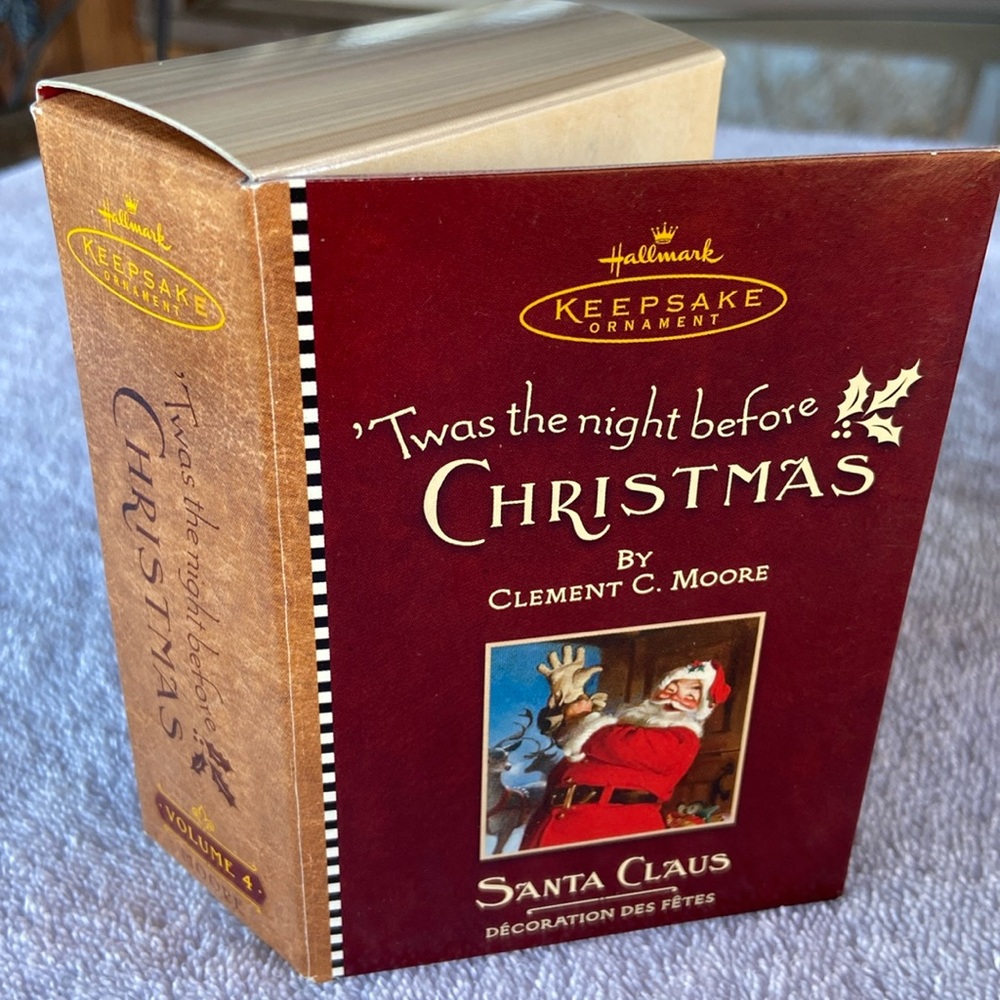 Hallmark
KEEPSAKE
ORNAMENT
'Twas the night before
CHRISTMAS
VOLUME 4
MOORE
Hallmark
KEEPSAKE
ORNAMENT
'Twas the night before
CHRISTMAS
BY
CLEMENT C. MOORE
SANTA CLAUS
DÉCORATION DES FÊTES